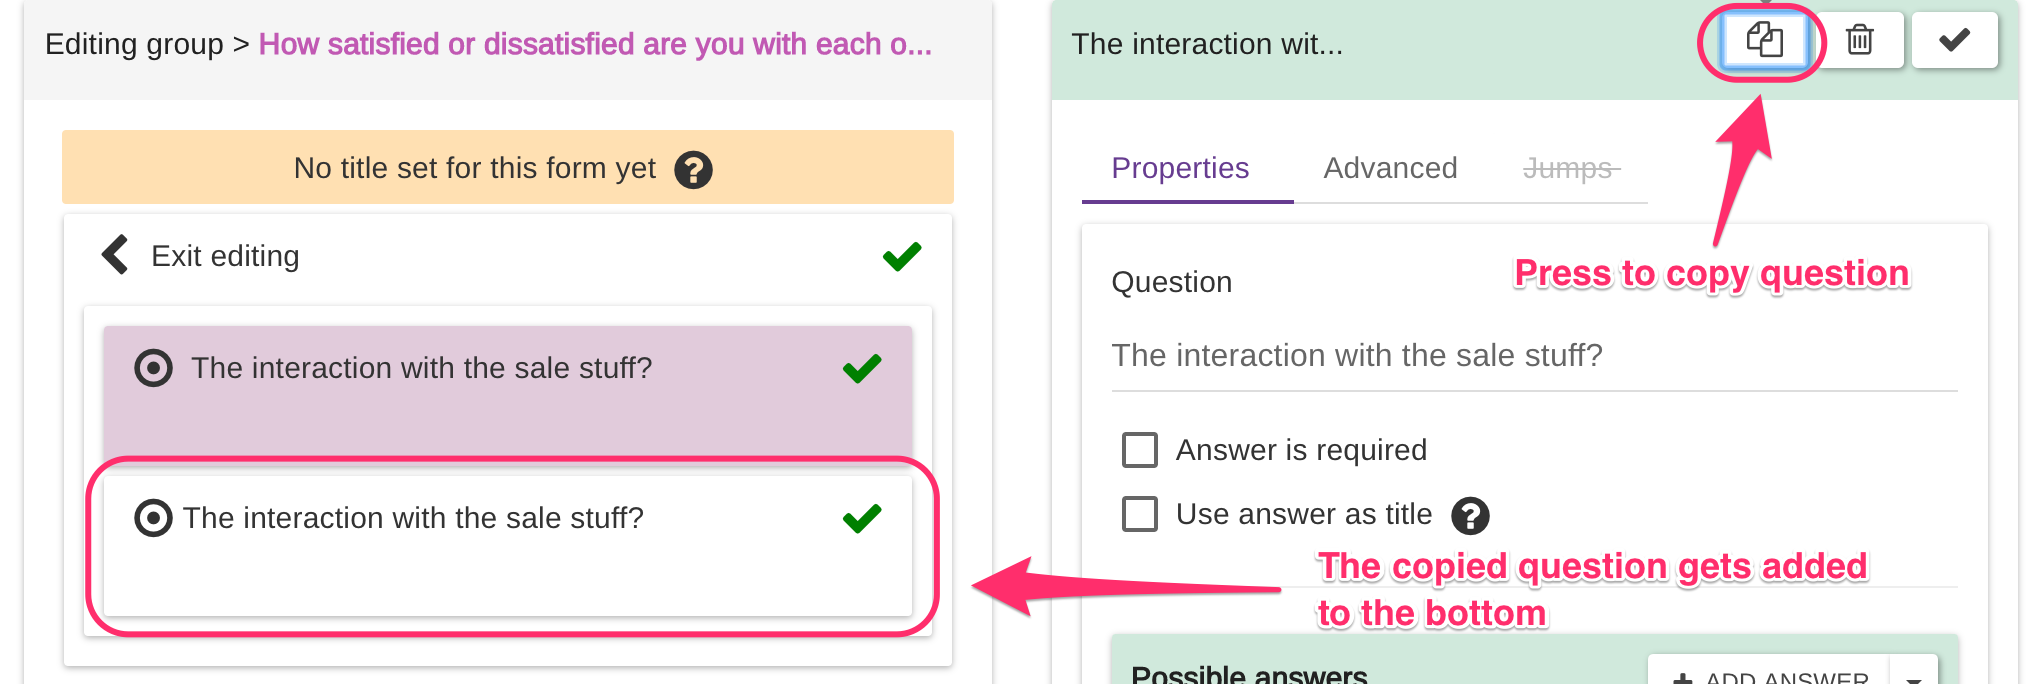 Editing group > How satisfied or dissatisfied are you with each o...
No title set for this form yet ?
Exit editing
The interaction with the sale stuff?
The interaction with the sale stuff?
The interaction wit...
Properties Advanced Jumps
Press to copy question
Question
The interaction with the sale stuff?
Answer is required
Use answer as title ?
The copied question gets added
to the bottom
Possible answers
+ ADD ANSWER